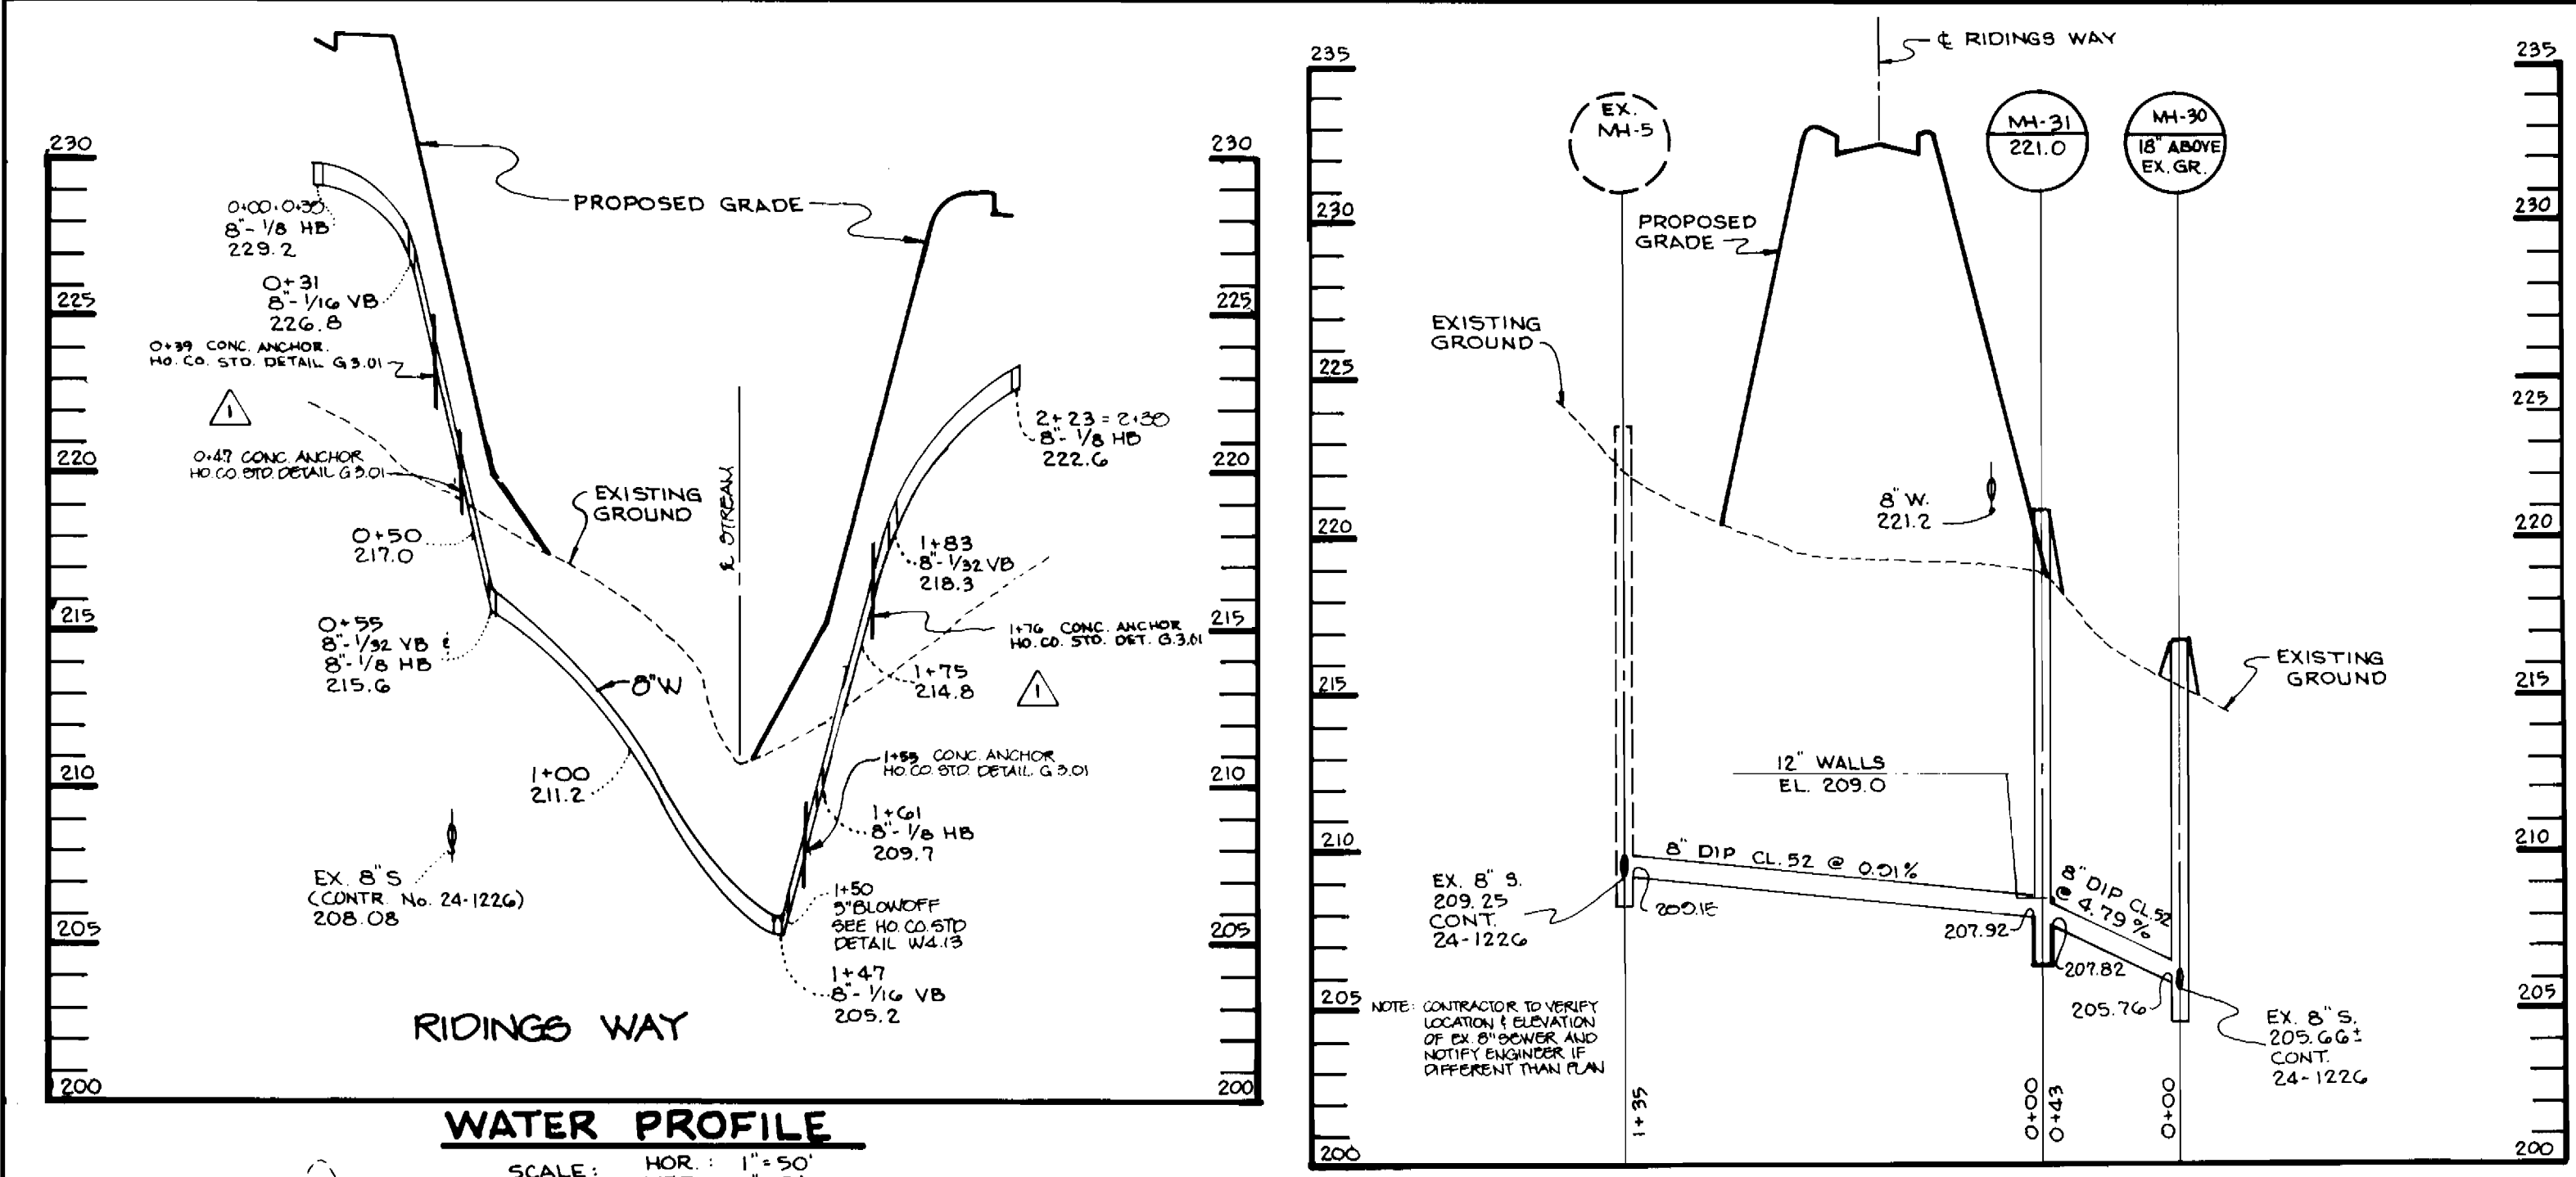 230
225
220
215
210
205
200
0+00=0+30
8"-1/8 HB
229.2
0+31
8"-1/16 VB
226.8
0+39 CONC. ANCHOR.
HO. CO. STD. DETAIL G 3.01
1
0+47 CONC. ANCHOR
HO. CO. STD. DETAIL G 3.01
0+50
217.0
0+55
8"-1/32 VB &
8"-1/8 HB
215.6
PROPOSED GRADE
EXISTING
GROUND
℄ STREAM
8"W
1+00
211.2
EX. 8" S
(CONTR. No. 24-1226)
208.08
2+23 = 2+30
8"-1/8 HB
222.6
1+83
8"-1/32 VB
218.3
1+76 CONC. ANCHOR
HO. CO. STD. DET. G.3.01
1+75
214.8
1
1+55 CONC. ANCHOR
HO. CO. STD. DETAIL G 3.01
1+61
8"-1/8 HB
209.7
1+50
3" BLOWOFF
SEE HO. CO. STD
DETAIL W4.13
1+47
8"-1/16 VB
205.2
230
225
220
215
210
205
200
RIDINGS WAY
WATER PROFILE
SCALE:
HOR. : 1"=50'
235
230
225
220
215
210
205
200
℄ RIDINGS WAY
EX.
MH-5
MH-31
221.0
MH-30
18" ABOVE
EX. GR.
PROPOSED
GRADE
EXISTING
GROUND
8" W.
221.2
EXISTING
GROUND
12" WALLS
EL. 209.0
8" DIP CL.52 @ 0.91%
8" DIP CL.52
@ 4.79 %
EX. 8" S.
209.25
CONT.
24-1226
209.15
207.92
207.82
205.76
EX. 8" S.
205.66±
CONT.
24-1226
NOTE: CONTRACTOR TO VERIFY
LOCATION & ELEVATION
OF EX. 8" SEWER AND
NOTIFY ENGINEER IF
DIFFERENT THAN PLAN
1+35
0+00
0+43
0+00
235
230
225
220
215
210
205
200